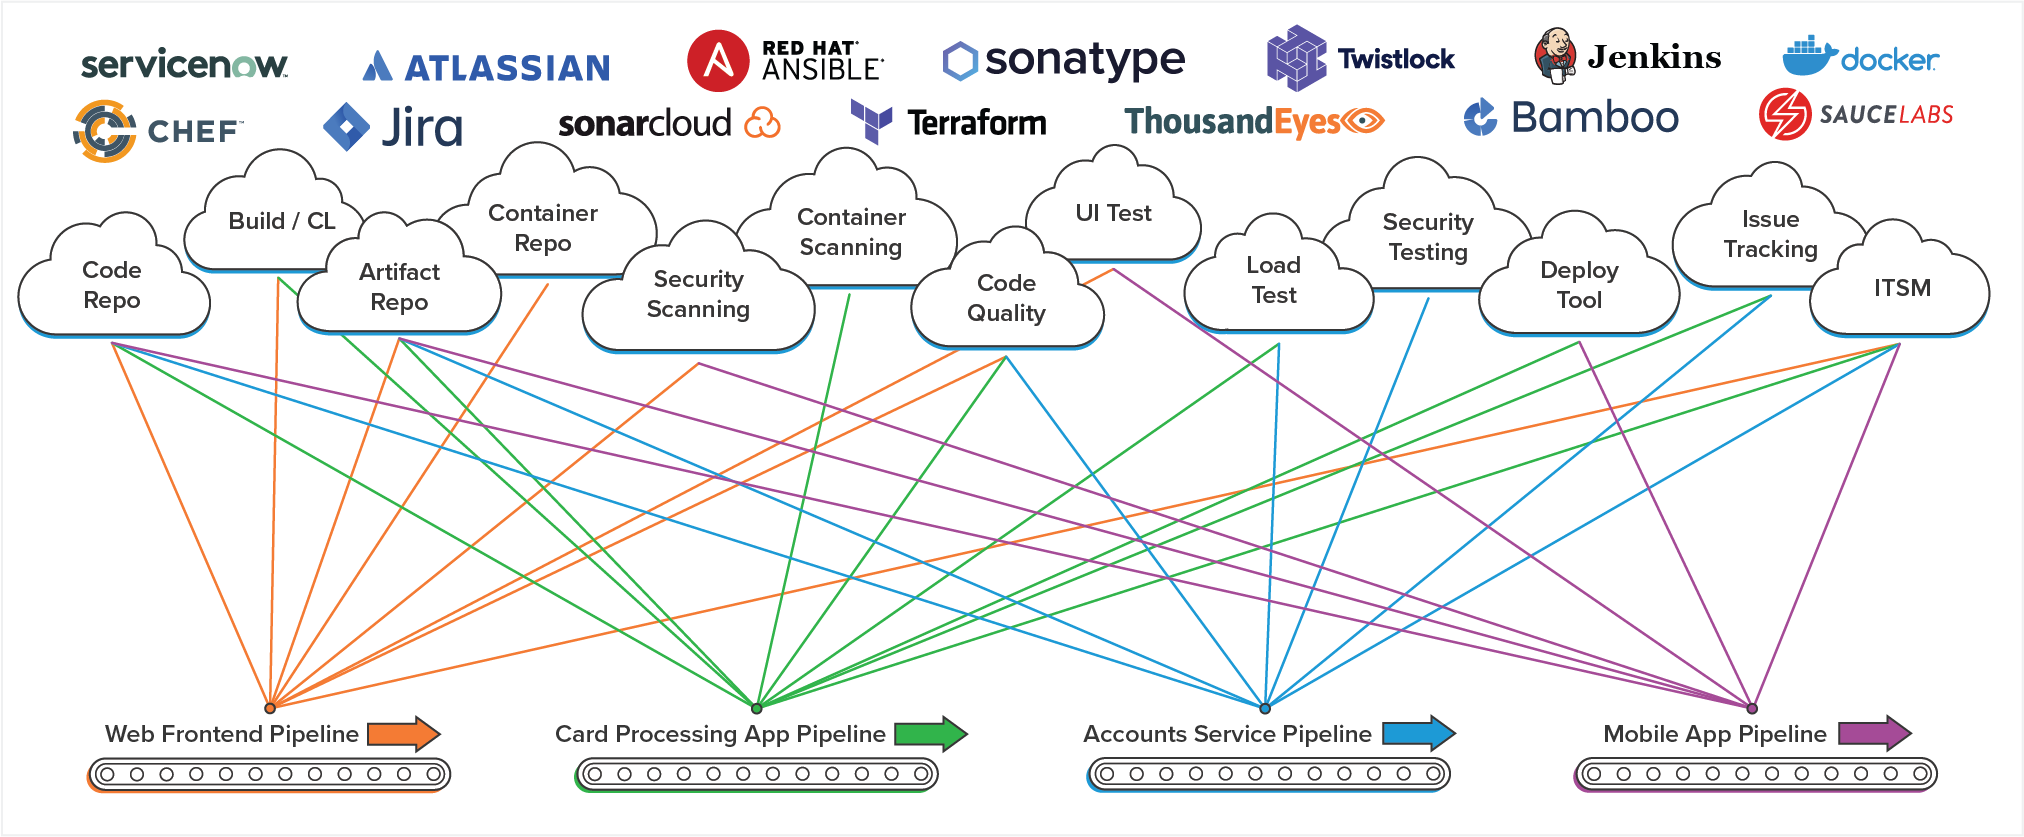 servicenow™
ATLASSIAN
RED HAT®
ANSIBLE®
sonatype
Twistlock
Jenkins
docker
CHEF™
Jira
sonarcloud
Terraform
ThousandEyes
Bamboo
SAUCELABS
Code
Repo
Build / CL
Artifact
Repo
Container
Repo
Security
Scanning
Container
Scanning
Code
Quality
UI Test
Load
Test
Security
Testing
Deploy
Tool
Issue
Tracking
ITSM
Web Frontend Pipeline
Card Processing App Pipeline
Accounts Service Pipeline
Mobile App Pipeline